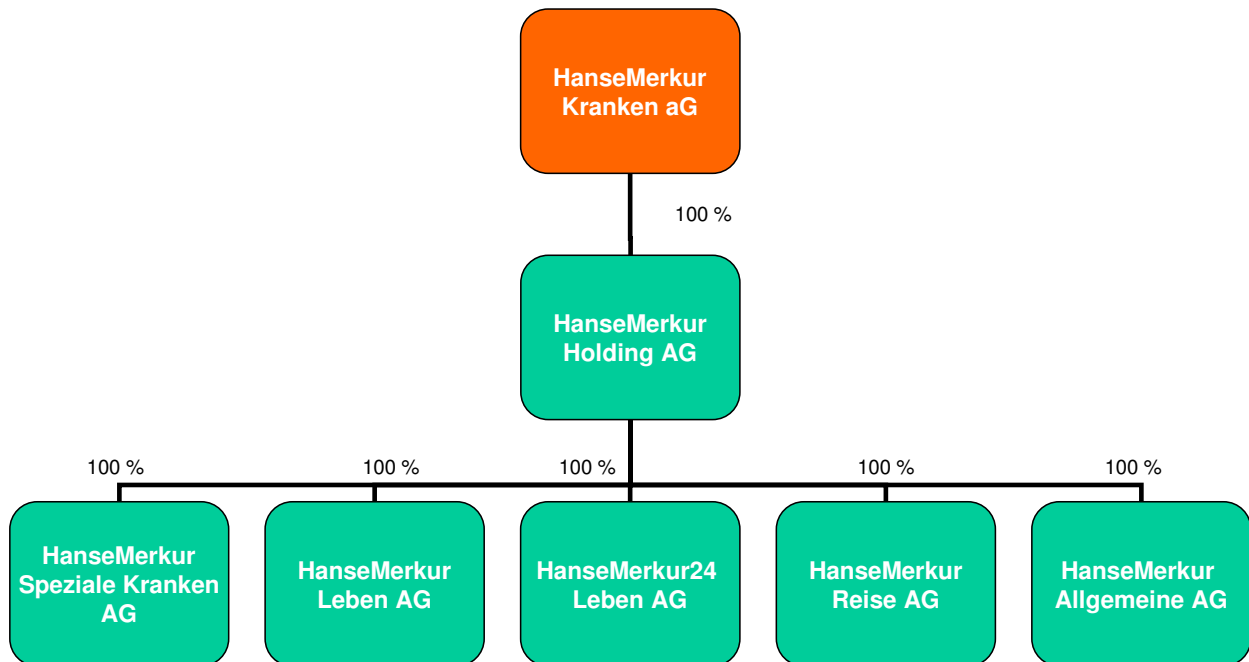 HanseMerkur
Kranken aG
100 %
HanseMerkur
Holding AG
100 %
100 %
100 %
100 %
100 %
HanseMerkur
Speziale Kranken
AG
HanseMerkur
Leben AG
HanseMerkur24
Leben AG
HanseMerkur
Reise AG
HanseMerkur
Allgemeine AG